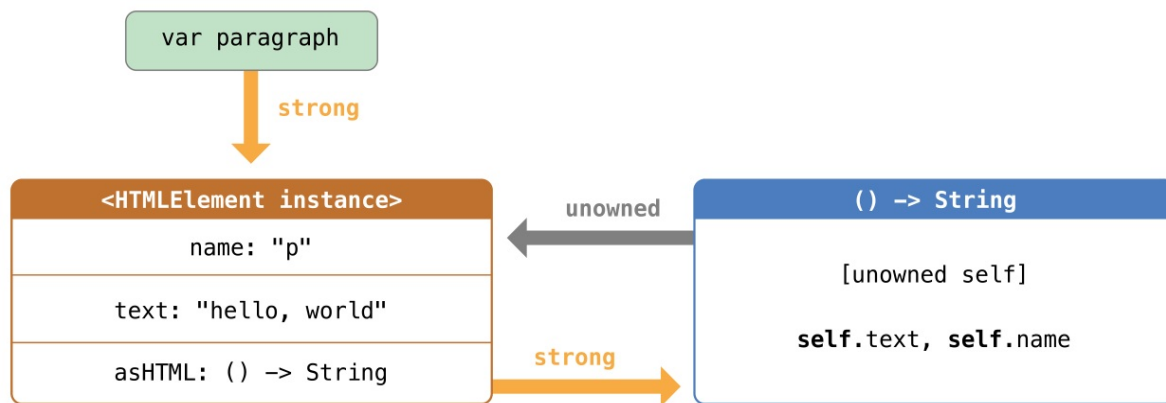 var paragraph
strong
<HTMLElement instance>
name: "p"
text: "hello, world"
asHTML: () -> String
unowned
strong
() -> String
[unowned self]
self.text, self.name